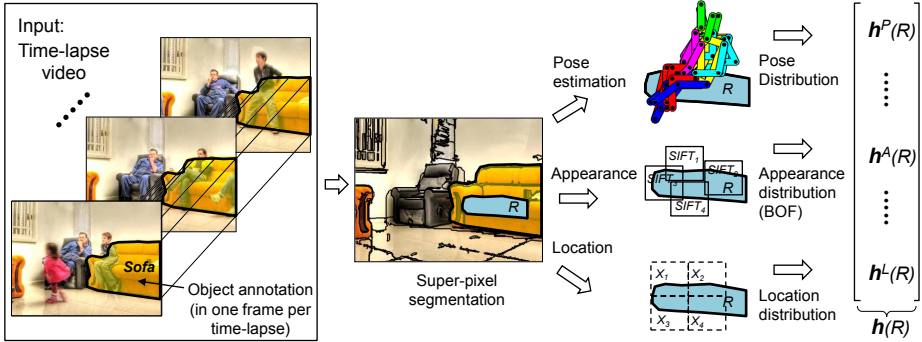 Input:
Time-lapse
video
Sofa
Object annotation
(in one frame per
time-lapse)
R
Super-pixel
segmentation
Pose
estimation
Appearance
Location
R
SIFT1
SIFT2
SIFT3
R
SIFT4
X1 X2
R
X3 X4
Pose
Distribution
Appearance
distribution
(BOF)
Location
distribution
h^P(R)
h^A(R)
h^L(R)
h(R)